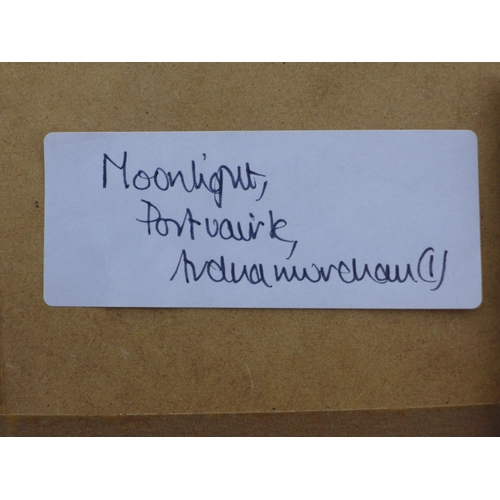 Moonlight,
Portuairk,
Ardnamurchan (1)